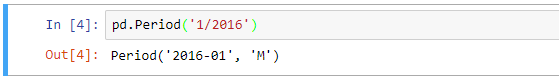 In [4]: pd.Period('1/2016')
Out[4]: Period('2016-01', 'M')